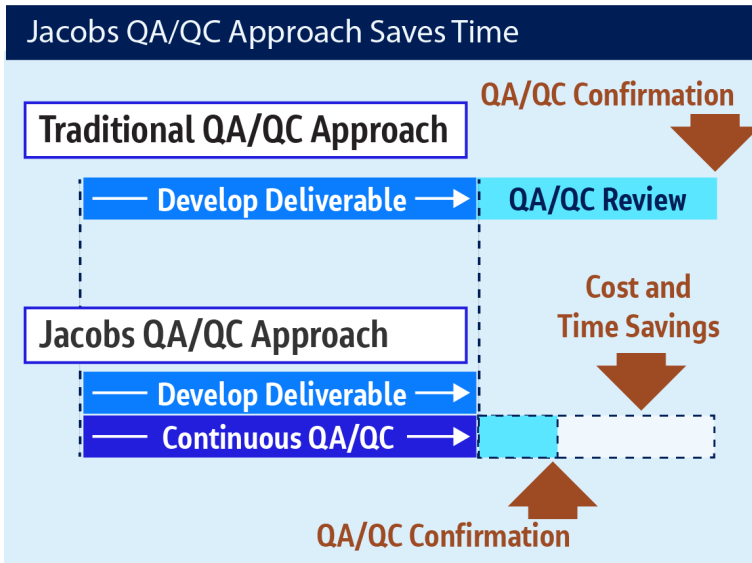 Jacobs QA/QC Approach Saves Time
QA/QC Confirmation
Traditional QA/QC Approach
Develop Deliverable
QA/QC Review
Cost and
Time Savings
Jacobs QA/QC Approach
Develop Deliverable
Continuous QA/QC
QA/QC Confirmation